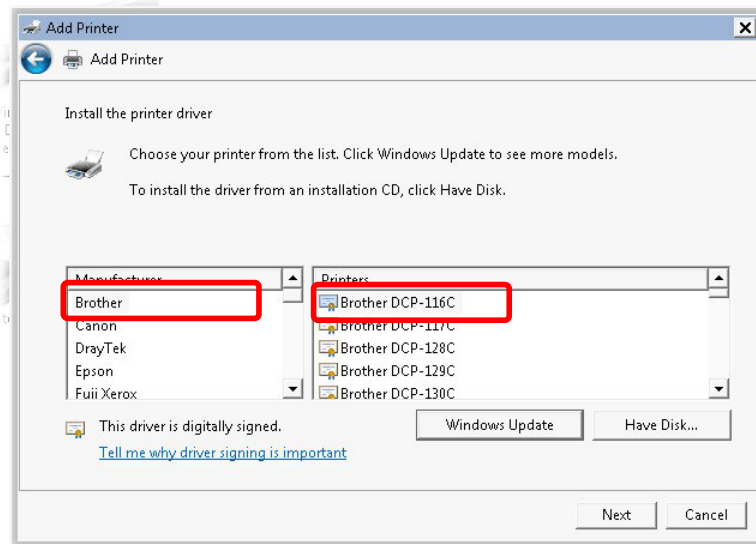 Add Printer
Add Printer
Install the printer driver
Choose your printer from the list. Click Windows Update to see more models.
To install the driver from an installation CD, click Have Disk.
Manufacturer
Brother
Canon
DrayTek
Epson
Fuji Xerox
Printers
Brother DCP-116C
Brother DCP-117C
Brother DCP-128C
Brother DCP-129C
Brother DCP-130C
This driver is digitally signed.
Tell me why driver signing is important
Windows Update
Have Disk...
Next
Cancel